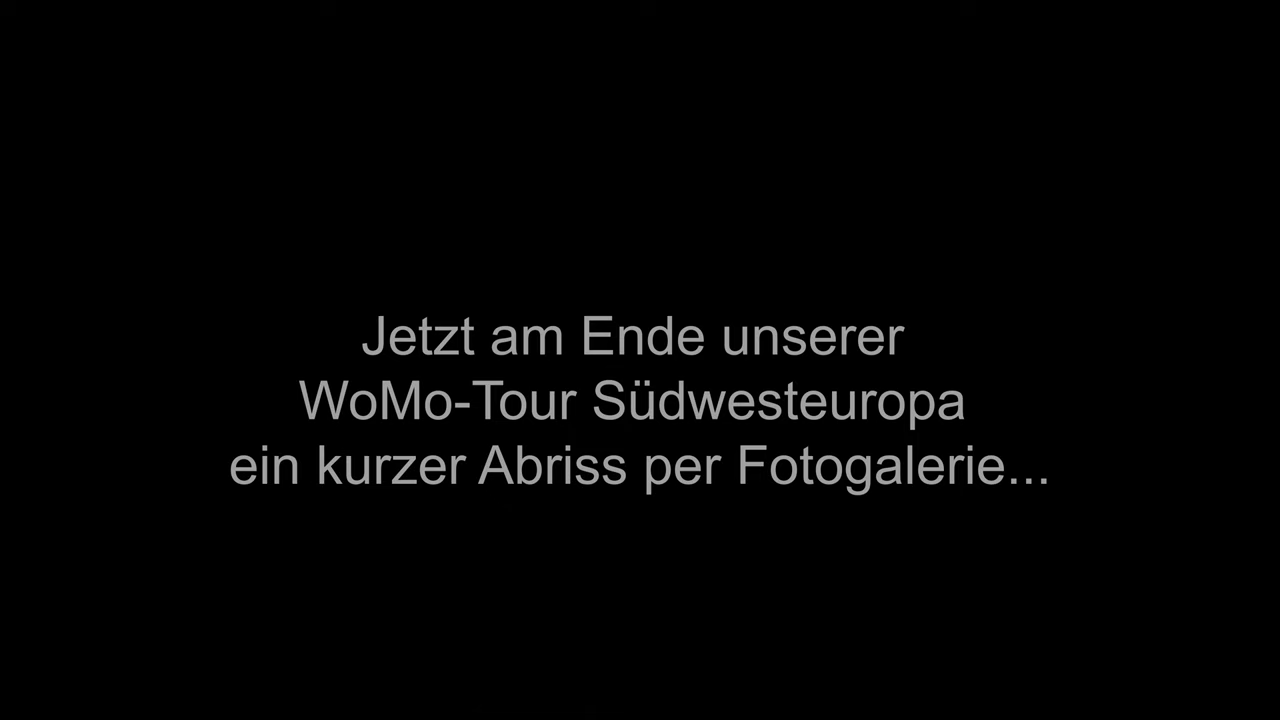 Jetzt am Ende unserer
WoMo-Tour Südwesteuropa
ein kurzer Abriss per Fotogalerie...